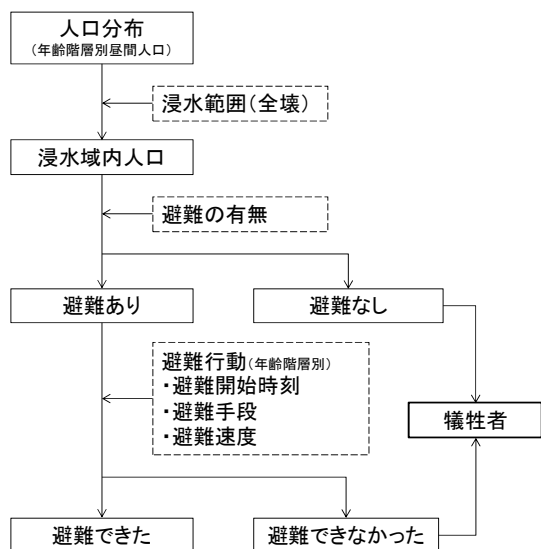 人口分布
(年齢階層別昼間人口)
浸水範囲(全壊)
浸水域内人口
避難の有無
避難あり
避難なし
避難行動(年齢階層別)
・避難開始時刻
・避難手段
・避難速度
犠牲者
避難できた
避難できなかった